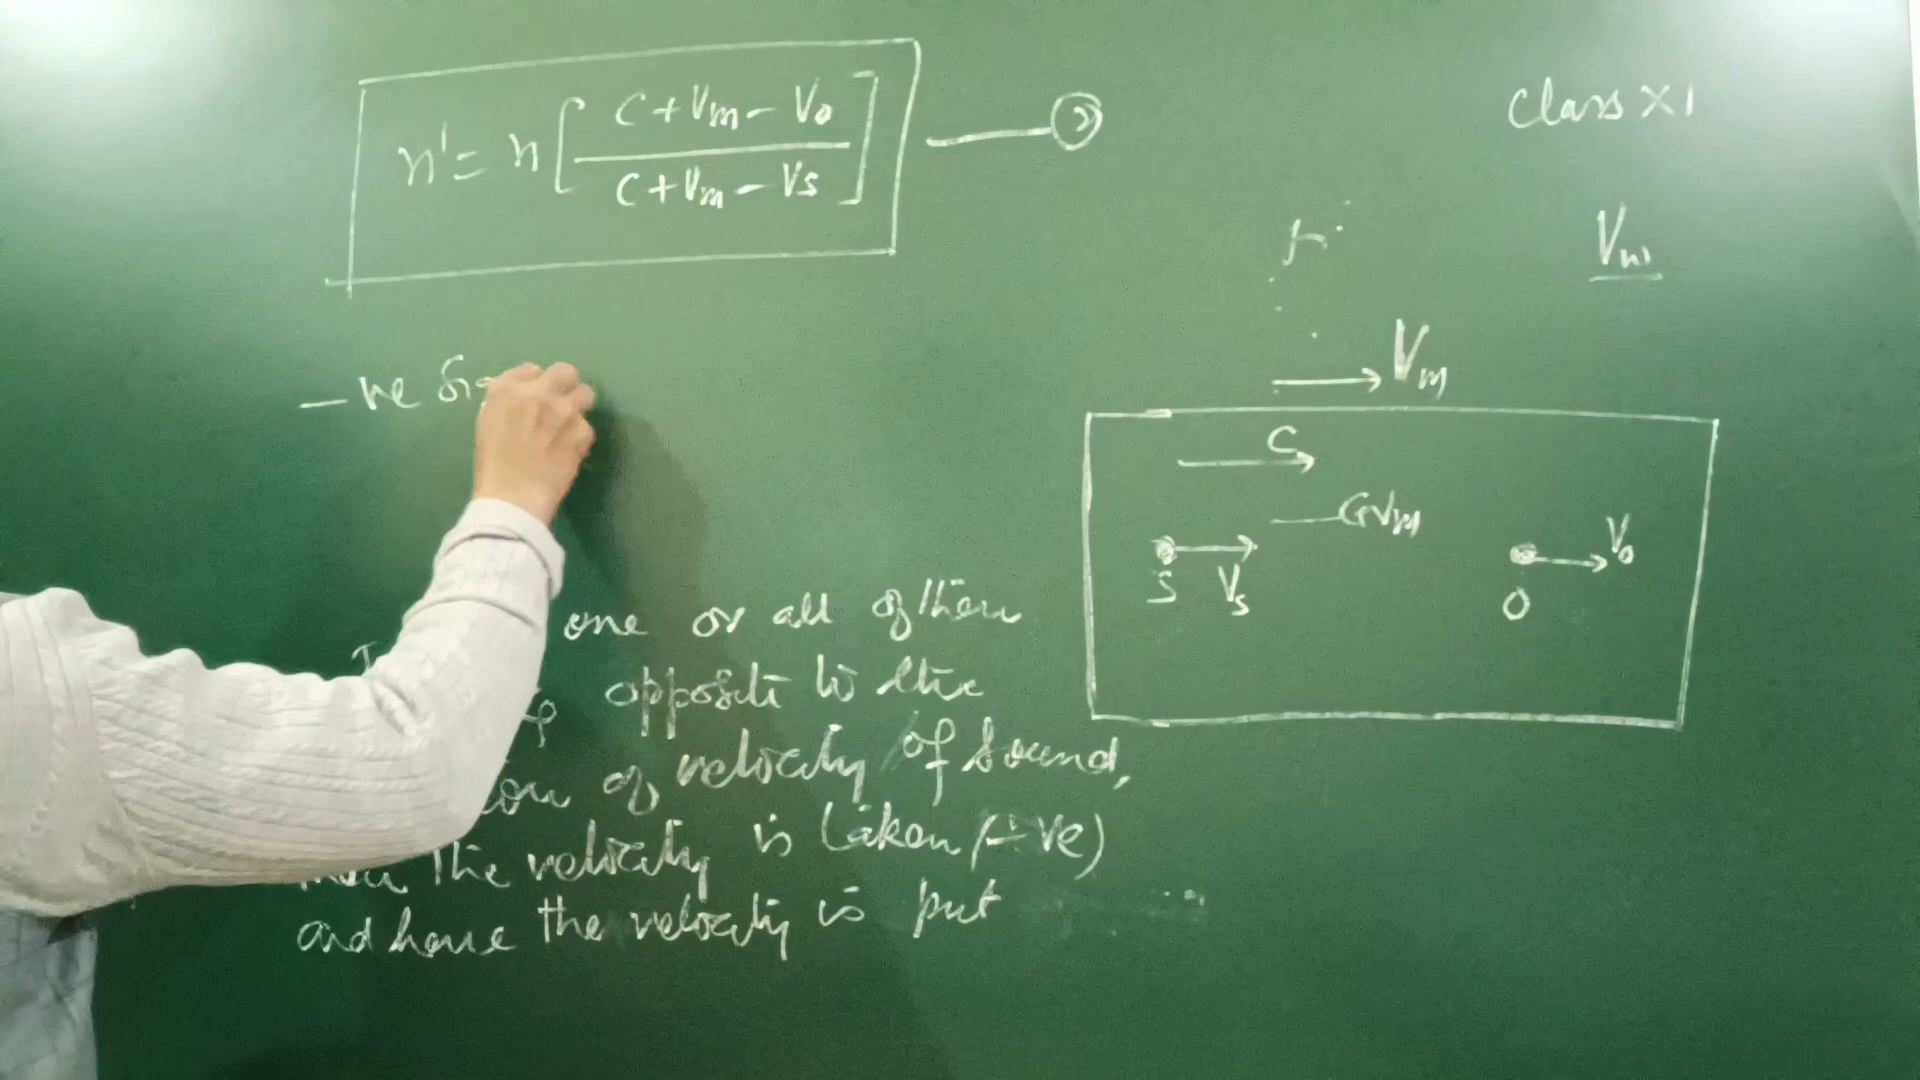 n' = n [ C + Vm - Vo / C + Vm - Vs ] — 2
Class XI
Vm
Vm
C
C+Vm
S
Vs
O
Vo
- ve
one or all of them
opposite to the
of velocity of sound,
the velocity is taken (-ve)
and hence the velocity is put